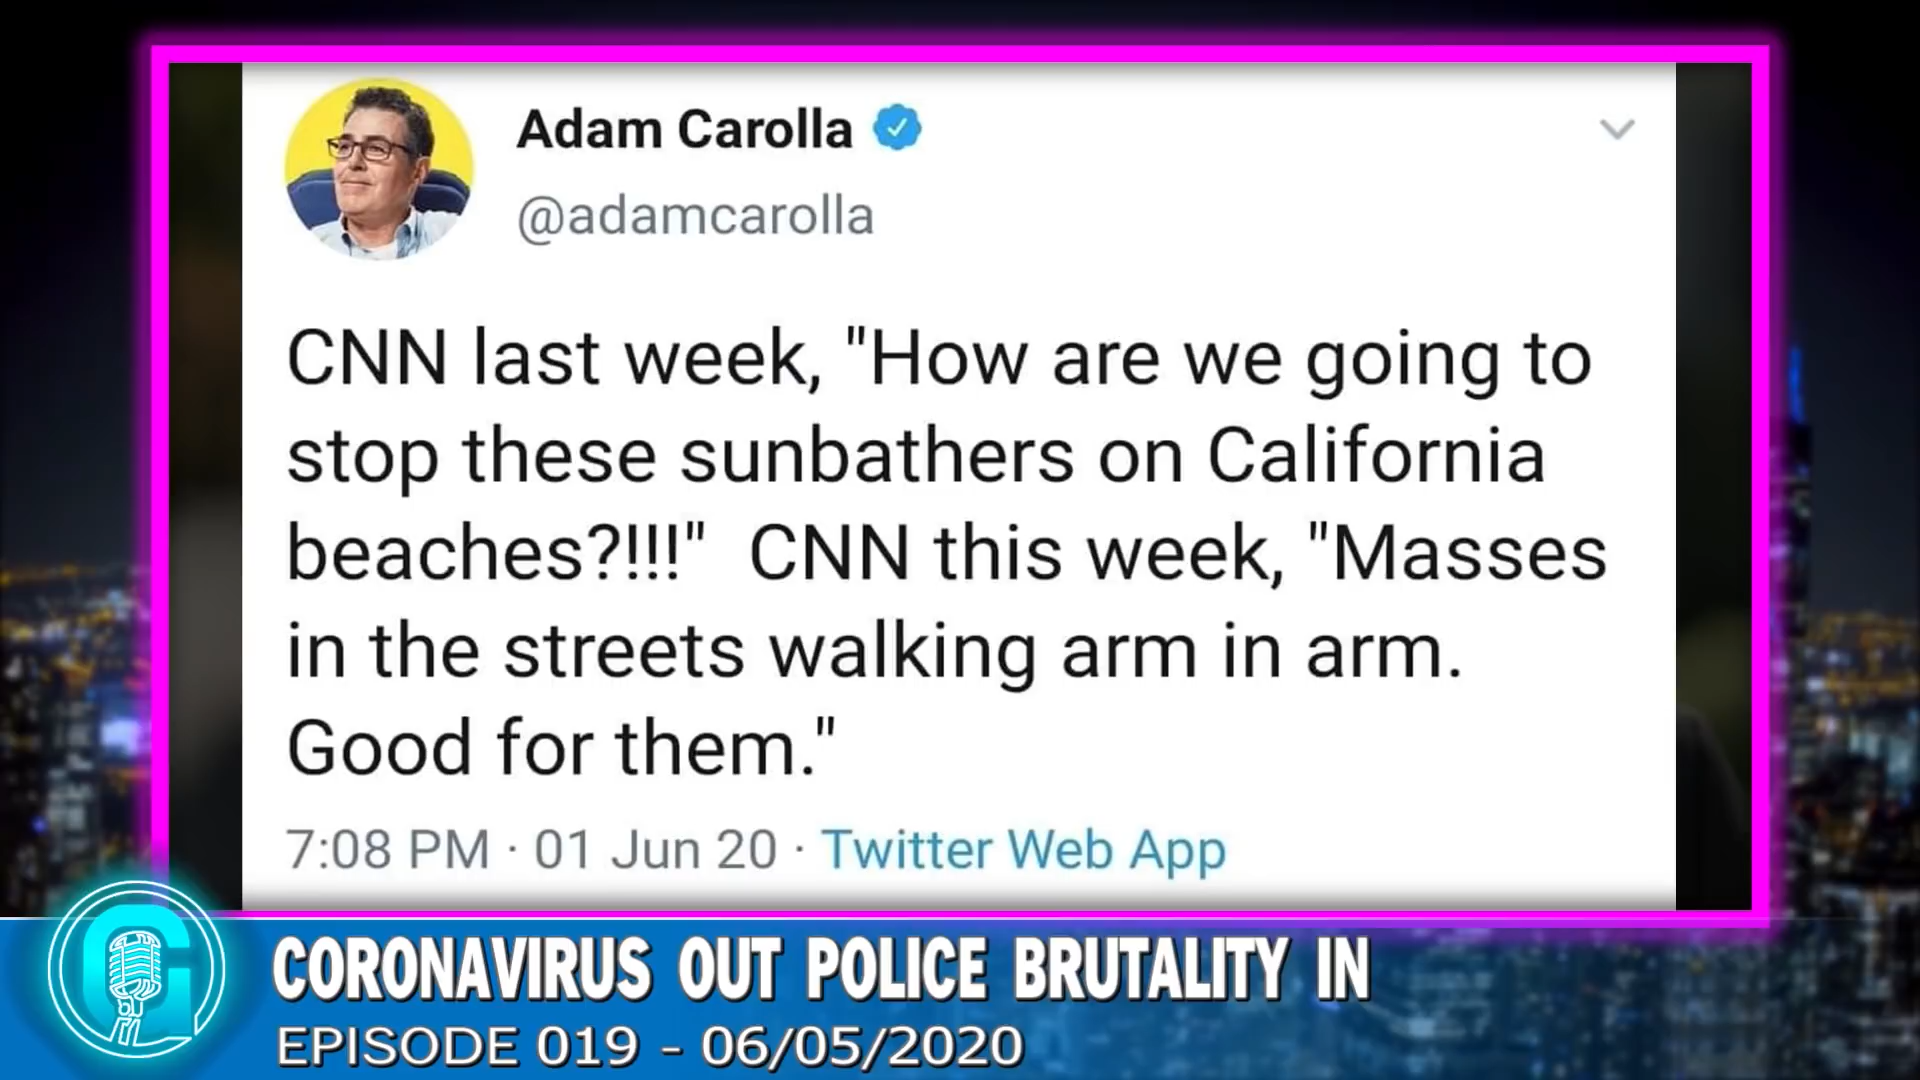 Adam Carolla
@adamcarolla
CNN last week, "How are we going to
stop these sunbathers on California
beaches?!!!"  CNN this week, "Masses
in the streets walking arm in arm.
Good for them."
7:08 PM · 01 Jun 20 · Twitter Web App
CORONAVIRUS OUT POLICE BRUTALITY IN
EPISODE 019 - 06/05/2020